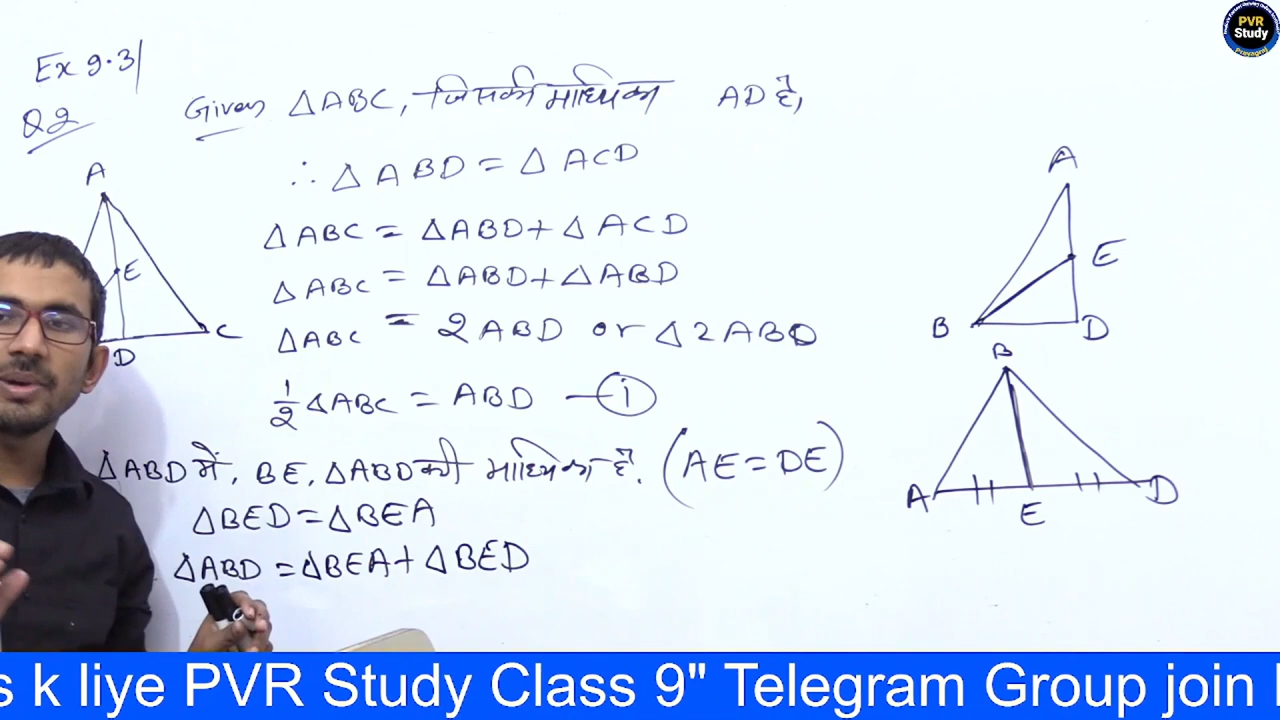 Ex 9.3
Q2
Given △ABC, जिसकी माध्यिका AD है,
∴ △ABD = △ACD
△ABC = △ABD + △ACD
△ABC = △ABD + △ABD
△ABC = 2ABD or △2ABD
1/2 △ABC = ABD — ①
△ABD में, BE, △ABD की माध्यिका है. (AE = DE)
△BED = △BEA
△ABD = △BEA + △BED
A
E
C
D
A
E
B
D
B
A
E
D
PVR
Study
s k liye PVR Study Class 9" Telegram Group join